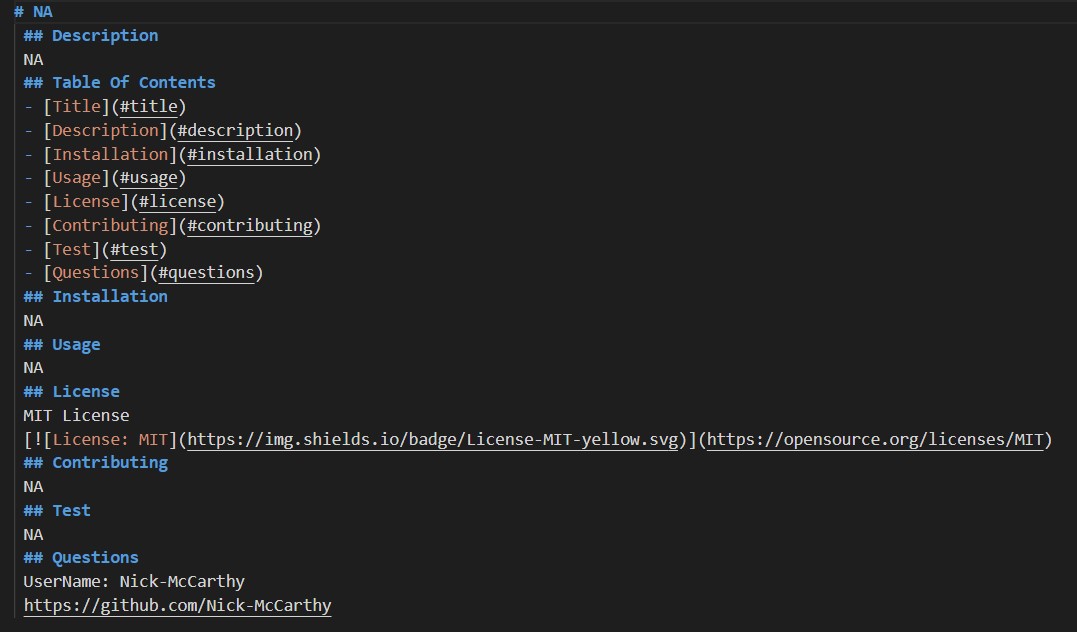 # NA
## Description
NA
## Table Of Contents
- [Title](#title)
- [Description](#description)
- [Installation](#installation)
- [Usage](#usage)
- [License](#license)
- [Contributing](#contributing)
- [Test](#test)
- [Questions](#questions)
## Installation
NA
## Usage
NA
## License
MIT License
[![License: MIT](https://img.shields.io/badge/License-MIT-yellow.svg)](https://opensource.org/licenses/MIT)
## Contributing
NA
## Test
NA
## Questions
UserName: Nick-McCarthy
https://github.com/Nick-McCarthy